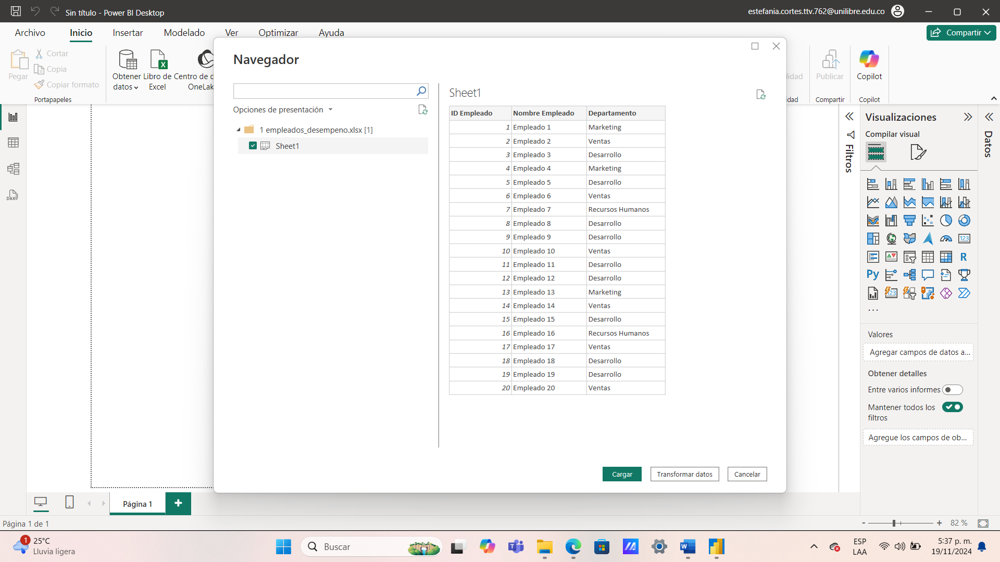 Sin título - Power BI Desktop
estefania.cortes.ttv.762@unilibre.edu.co
Archivo
Inicio
Insertar
Modelado
Ver
Optimizar
Ayuda
Compartir
Pegar
Cortar
Copia
Copiar formato
Portapapeles
Obtener datos
Libro de Excel
Centro de
OneLak
lidad
idad
Publicar
Compartir
Copilot
Copilot
Navegador
Opciones de presentación
1 empleados_desempeno.xlsx [1]
Sheet1
Sheet1
ID Empleado Nombre Empleado Departamento
1 Empleado 1 Marketing
2 Empleado 2 Ventas
3 Empleado 3 Desarrollo
4 Empleado 4 Marketing
5 Empleado 5 Desarrollo
6 Empleado 6 Ventas
7 Empleado 7 Recursos Humanos
8 Empleado 8 Desarrollo
9 Empleado 9 Desarrollo
10 Empleado 10 Ventas
11 Empleado 11 Desarrollo
12 Empleado 12 Desarrollo
13 Empleado 13 Marketing
14 Empleado 14 Ventas
15 Empleado 15 Desarrollo
16 Empleado 16 Recursos Humanos
17 Empleado 17 Ventas
18 Empleado 18 Desarrollo
19 Empleado 19 Desarrollo
20 Empleado 20 Ventas
Cargar
Transformar datos
Cancelar
Filtros
Visualizaciones
Compilar visual
123
R
Py
123
...
Valores
Agregar campos de datos a...
Obtener detalles
Entre varios informes
Mantener todos los
filtros
Agregue los campos de ob...
Datos
DAX
Página 1
Página 1 de 1
- + 82 %
1
25°C
Lluvia ligera
Buscar
ESP
LAA
5:37 p. m.
19/11/2024